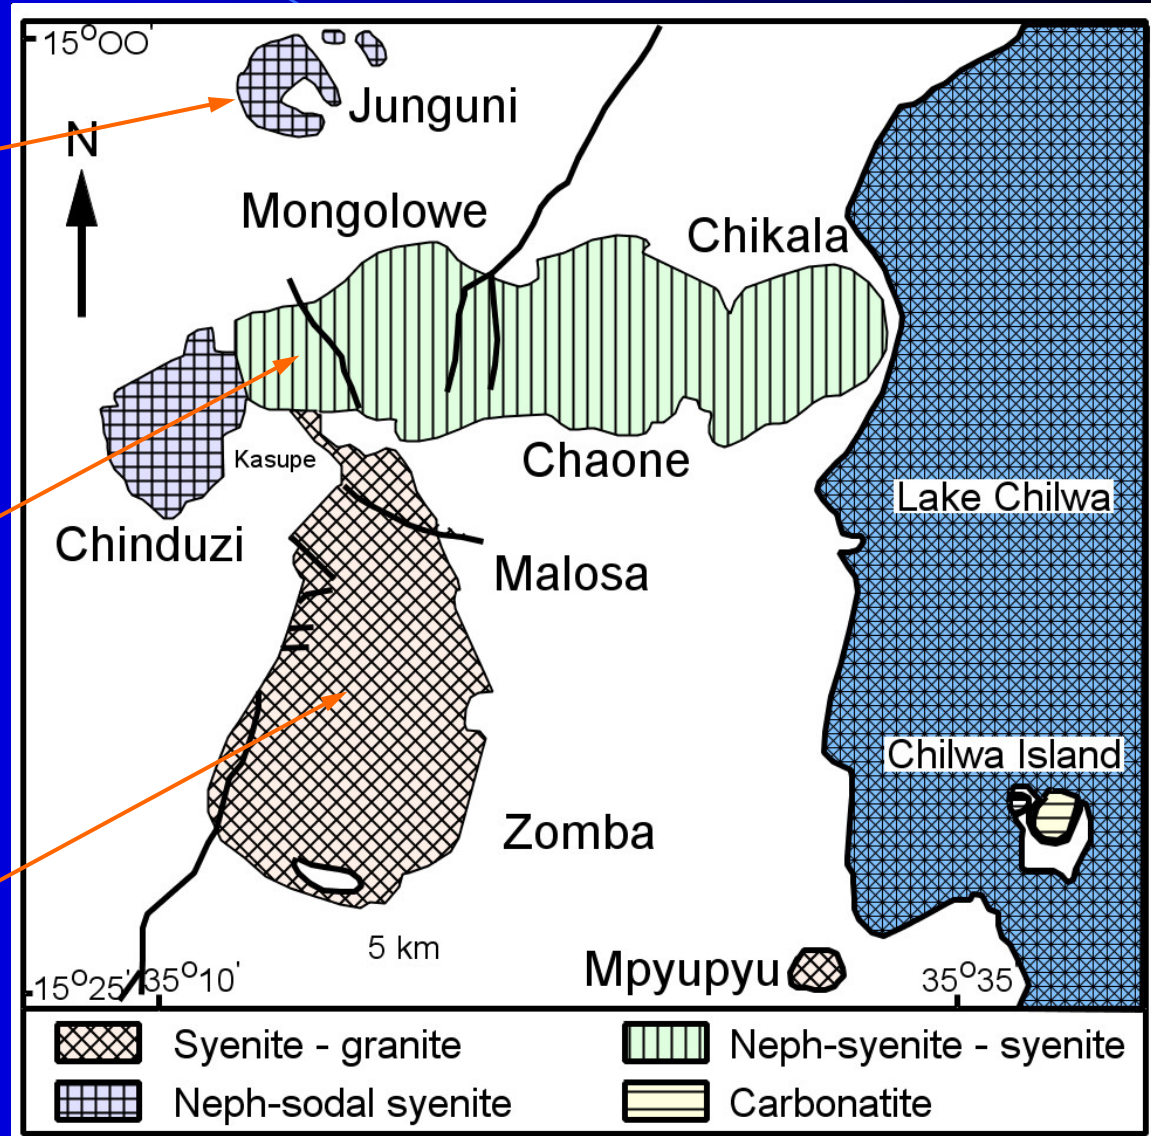 15°00'
Junguni
N
Mongolowe
Chikala
Kasupe
Chaone
Lake Chilwa
Chinduzi
Malosa
Chilwa Island
Zomba
5 km
Mpyupyu
15°25'
35°10'
35°35'
Syenite - granite
Neph-syenite - syenite
Neph-sodal syenite
Carbonatite